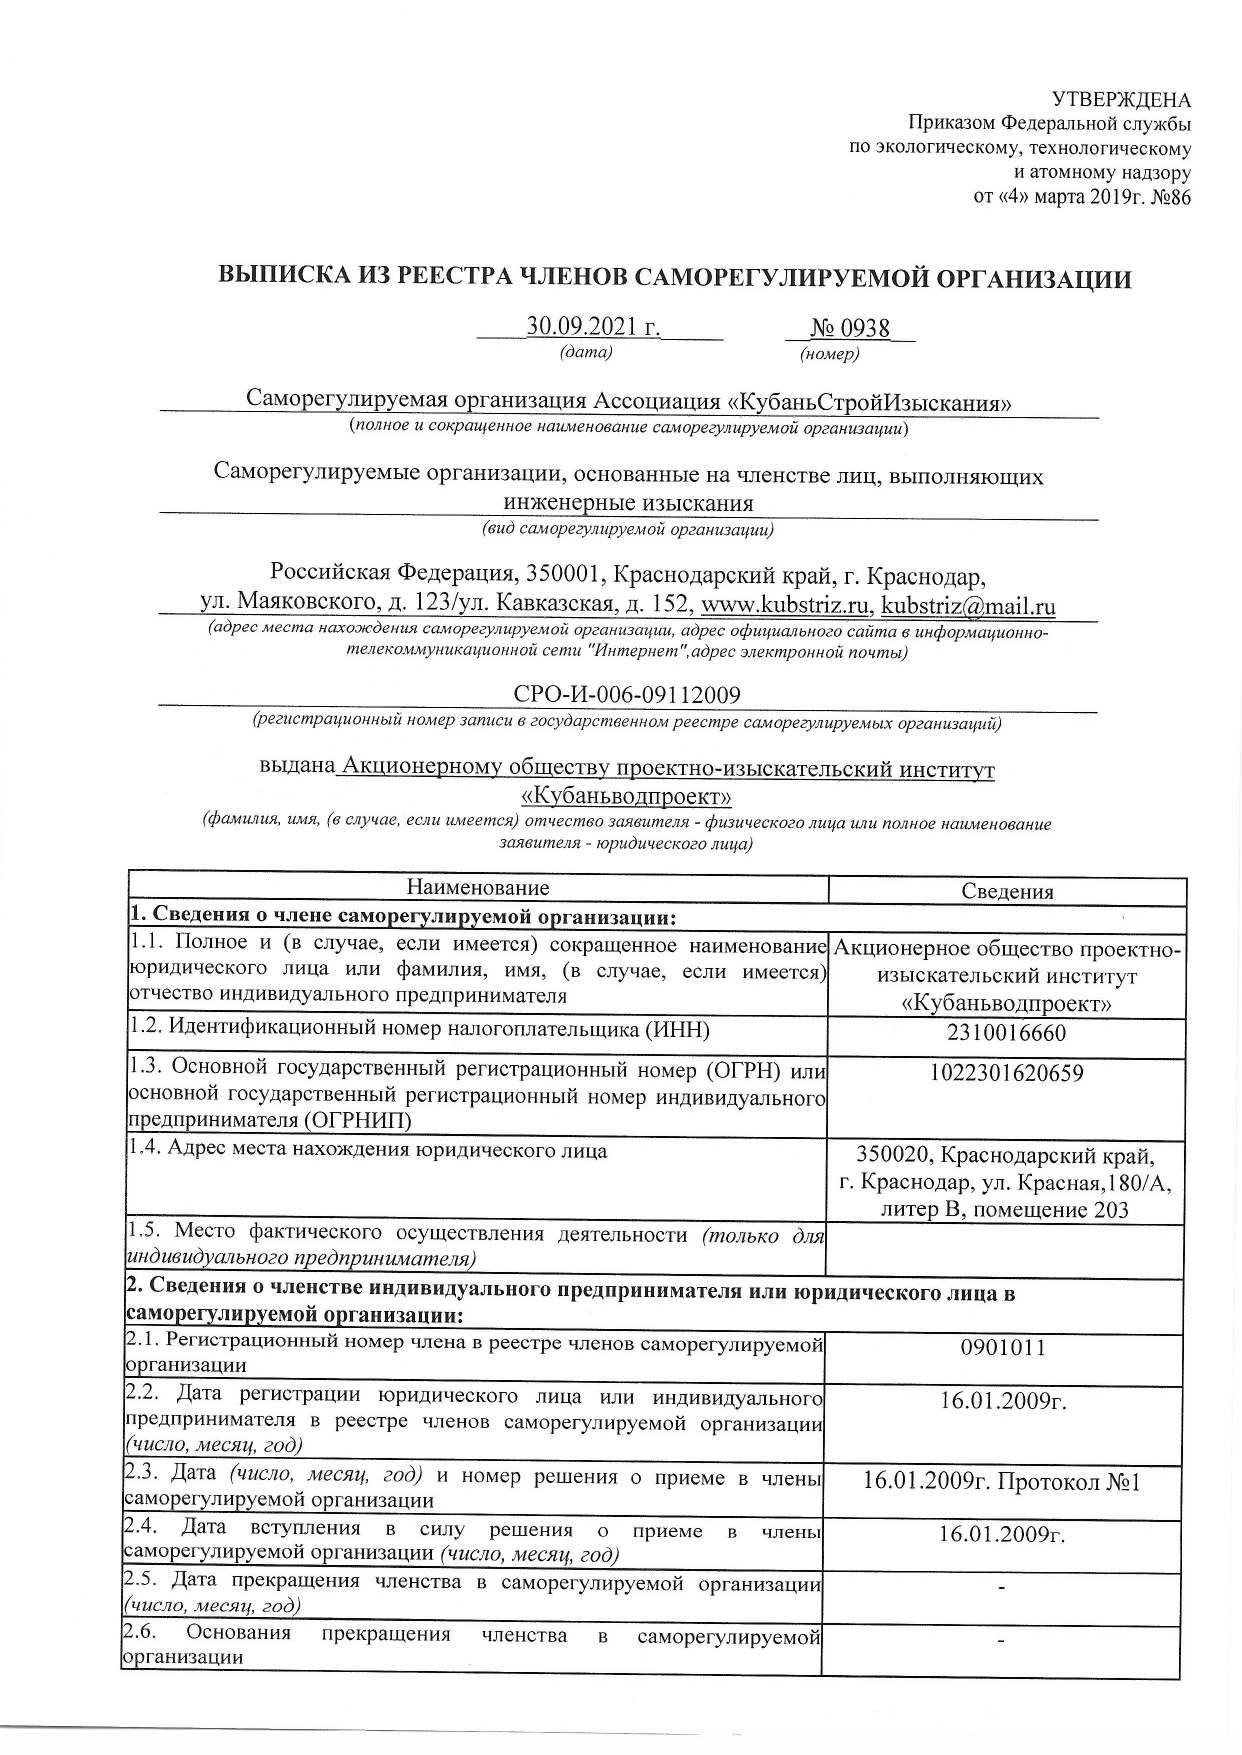 УТВЕРЖДЕНА
Приказом Федеральной службы
по экологическому, технологическому
и атомному надзору
от «4» марта 2019г. №86
ВЫПИСКА ИЗ РЕЕСТРА ЧЛЕНОВ САМОРЕГУЛИРУЕМОЙ ОРГАНИЗАЦИИ
30.09.2021 г. № 0938
(дата) (номер)
Саморегулируемая организация Ассоциация «КубаньСтройИзыскания»
(полное и сокращенное наименование саморегулируемой организации)
Саморегулируемые организации, основанные на членстве лиц, выполняющих
инженерные изыскания
(вид саморегулируемой организации)
Российская Федерация, 350001, Краснодарский край, г. Краснодар,
ул. Маяковского, д. 123/ул. Кавказская, д. 152, www.kubstriz.ru, kubstriz@mail.ru
(адрес места нахождения саморегулируемой организации, адрес официального сайта в информационно-
телекоммуникационной сети "Интернет",адрес электронной почты)
СРО-И-006-09112009
(регистрационный номер записи в государственном реестре саморегулируемых организаций)
выдана Акционерному обществу проектно-изыскательский институт
«Кубаньводпроект»
(фамилия, имя, (в случае, если имеется) отчество заявителя - физического лица или полное наименование
заявителя - юридического лица)
Наименование Сведения
1. Сведения о члене саморегулируемой организации:
1.1. Полное и (в случае, если имеется) сокращенное наименование
юридического лица или фамилия, имя, (в случае, если имеется)
отчество индивидуального предпринимателя
Акционерное общество проектно-
изыскательский институт
«Кубаньводпроект»
1.2. Идентификационный номер налогоплательщика (ИНН)
2310016660
1.3. Основной государственный регистрационный номер (ОГРН) или
основной государственный регистрационный номер индивидуального
предпринимателя (ОГРНИП)
1022301620659
1.4. Адрес места нахождения юридического лица
350020, Краснодарский край,
г. Краснодар, ул. Красная,180/А,
литер В, помещение 203
1.5. Место фактического осуществления деятельности (только для
индивидуального предпринимателя)
2. Сведения о членстве индивидуального предпринимателя или юридического лица в
саморегулируемой организации:
2.1. Регистрационный номер члена в реестре членов саморегулируемой
организации
0901011
2.2. Дата регистрации юридического лица или индивидуального
предпринимателя в реестре членов саморегулируемой организации
(число, месяц, год)
16.01.2009г.
2.3. Дата (число, месяц, год) и номер решения о приеме в члены
саморегулируемой организации
16.01.2009г. Протокол №1
2.4. Дата вступления в силу решения о приеме в члены
саморегулируемой организации (число, месяц, год)
16.01.2009г.
2.5. Дата прекращения членства в саморегулируемой организации
(число, месяц, год)
-
2.6. Основания прекращения членства в саморегулируемой
организации
-